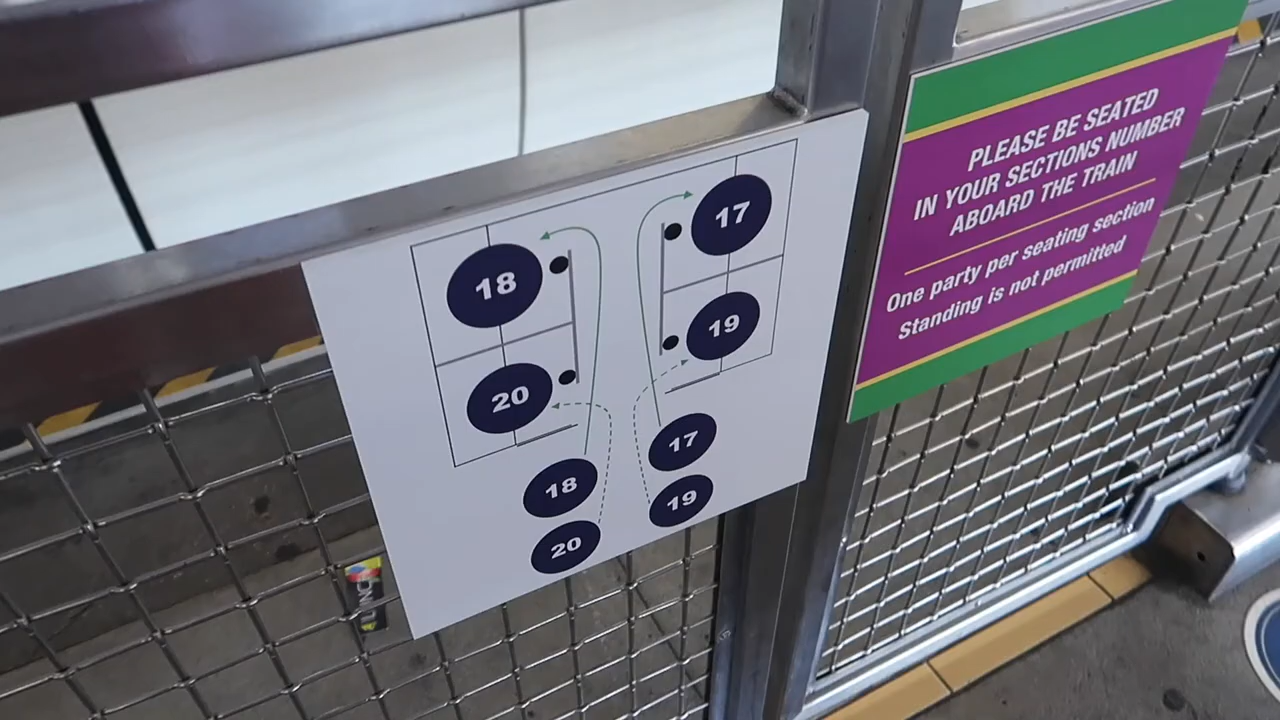 18
17
20
19
18
17
20
19
PLEASE BE SEATED
IN YOUR SECTIONS NUMBER
ABOARD THE TRAIN
One party per seating section
Standing is not permitted